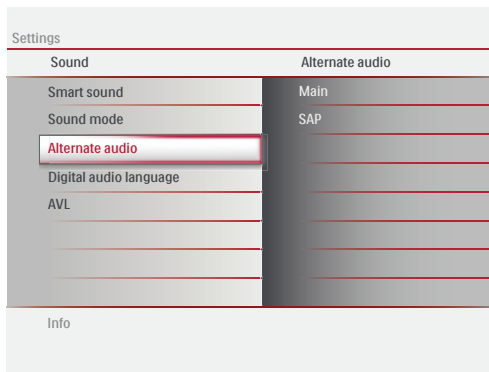 Settings
Sound
Alternate audio
Smart sound
Main
Sound mode
SAP
Alternate audio
Digital audio language
AVL
Info